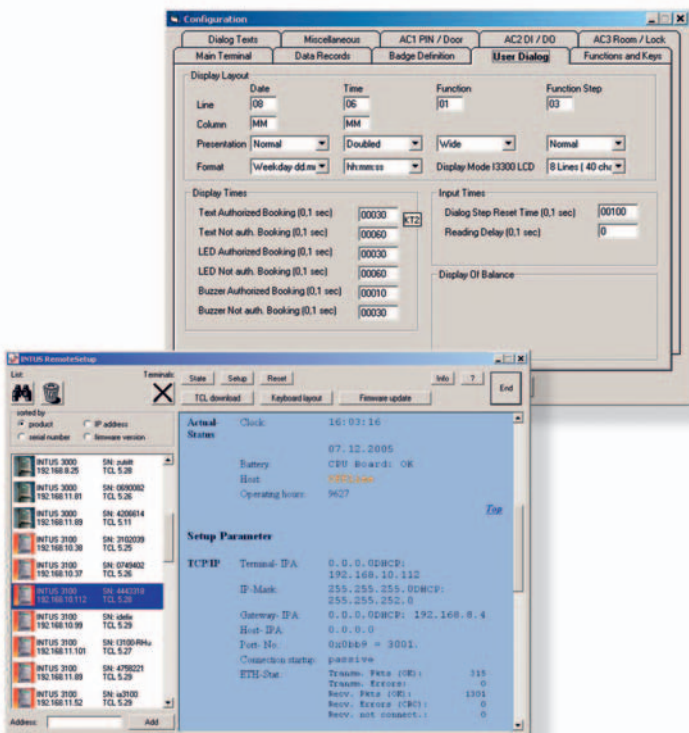 Configuration
Dialog Texts Miscellaneous AC1 PIN / Door AC2 DI / DO AC3 Room / Lock
Main Terminal Data Records Badge Definition User Dialog Functions and Keys
Display Layout
Date Time Function Function Step
Line 08 06 01 03
Column MM MM
Presentation Normal Doubled Wide Normal
Format Weekday dd.m hh:mm:ss Display Mode I3300 LCD 8 Lines ( 40 cha
Display Times
Text Authorized Booking (0,1 sec) 00030 KT2
Text Not auth. Booking (0,1 sec) 00060
LED Authorized Booking (0,1 sec) 00030
LED Not auth. Booking (0,1 sec) 00060
Buzzer Authorized Booking (0,1 sec) 00010
Buzzer Not auth. Booking (0,1 sec) 00030
Input Times
Dialog Step Reset Time (0,1 sec) 00100
Reading Delay (0,1 sec) 0
Display Of Balance
INTUS RemoteSetup
List: Terminals:
State Setup Reset Info ? End
TCL download Keyboard layout Firmware update
sorted by
product IP address
serial number firmware version
INTUS 3000 SN: zutritt
192.168.8.25 TCL 5.28
INTUS 3000 SN: 0690082
192.168.11.81 TCL 5.26
INTUS 3000 SN: 4206614
192.168.11.89 TCL 5.11
INTUS 3100 SN: 3102039
192.168.10.38 TCL 5.25
INTUS 3100 SN: 0749402
192.168.10.37 TCL 5.26
INTUS 3100 SN: 4443318
192.168.10.112 TCL 5.28
INTUS 3100 SN: idefix
192.168.10.99 TCL 5.29
INTUS 3100 SN: I3100-RHu
192.168.11.101 TCL 5.27
INTUS 3100 SN: 4758221
192.168.11.69 TCL 5.29
INTUS 3100 SN: ia3100
192.168.11.52 TCL 5.29
Address: Add
Actual-Status
Clock: 16:03:16
07.12.2005
Battery: CPU Board: OK
Host:
Operating hours: 9627
Top
Setup Parameter
TCP/IP Terminal- IPA: 0.0.0.0DHCP:
192.168.10.112
IP-Mask: 255.255.255.0DHCP:
255.255.252.0
Gateway- IPA: 0.0.0.0DHCP: 192.168.8.4
Host- IPA: 0.0.0.0
Port- No.: 0x0bb9 = 3001.
Connection startup: passive
ETH-Stat.: Transm. Pkts (OK): 315
Transm. Errors: 0
Recv. Pkts (OK): 1301
Recv. Errors (CRC): 0
Recv. not connect.: 0